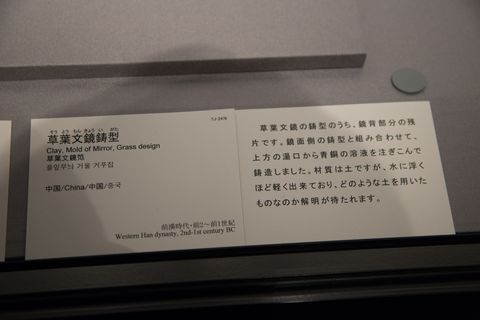 TJ-2476
そう よう もん きょう い がた
草葉文鏡鋳型
Clay, Mold of Mirror, Grass design
草葉文鏡范
풀잎무늬 거울 거푸집
中国/China/中国/중국
前漢時代・前2~前1世紀
Western Han dynasty, 2nd-1st century BC
草葉文鏡の鋳型のうち、鏡背部分の残
片です。鏡面側の鋳型と組み合わせて、
上方の湯口から青銅の溶液を注ぎこんで
鋳造しました。材質は土ですが、水に浮く
ほど軽く出来ており、どのような土を用いた
ものなのか解明が待たれます。